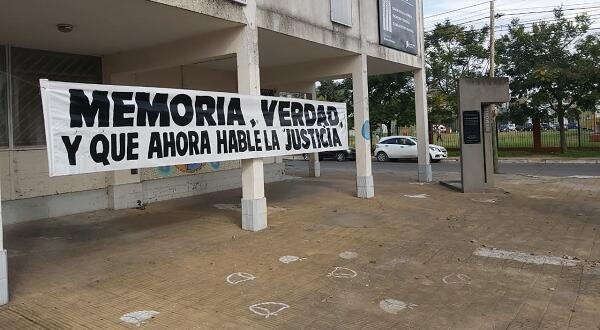 MEMORIA, VERDAD,
Y QUE AHORA HABLE LA JUSTICIA